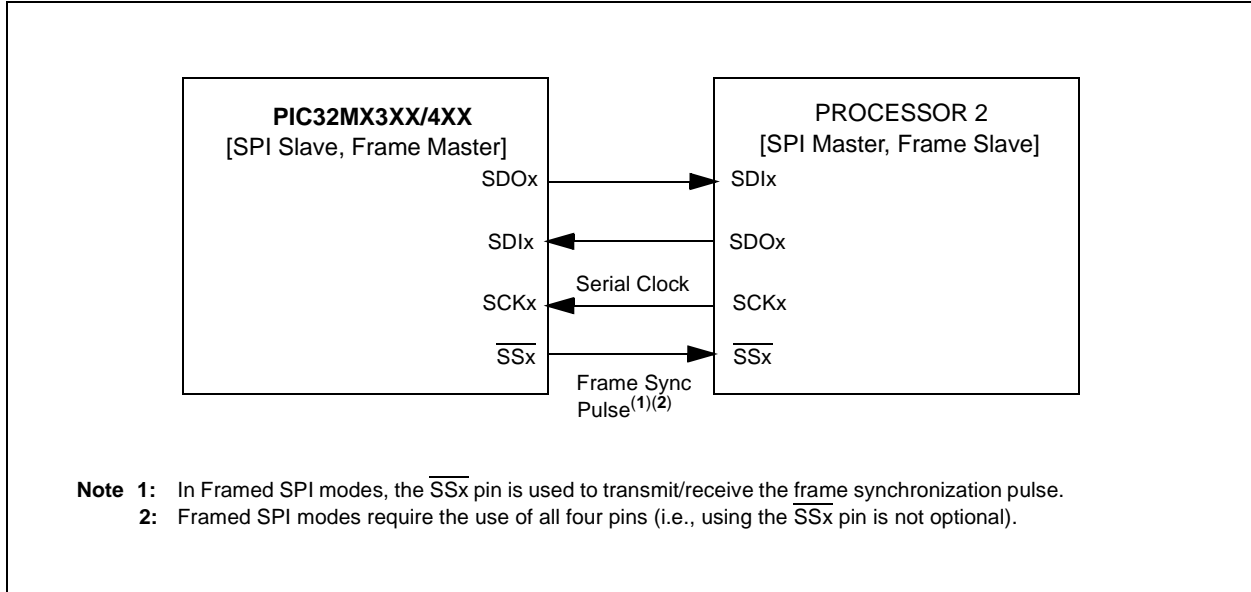 PIC32MX3XX/4XX
[SPI Slave, Frame Master]
PROCESSOR 2
[SPI Master, Frame Slave]
SDOx
SDIx
SDIx
SDOx
Serial Clock
SCKx
SCKx
SSx
SSx
Frame Sync
Pulse(1)(2)
Note 1: In Framed SPI modes, the SSx pin is used to transmit/receive the frame synchronization pulse.
2: Framed SPI modes require the use of all four pins (i.e., using the SSx pin is not optional).